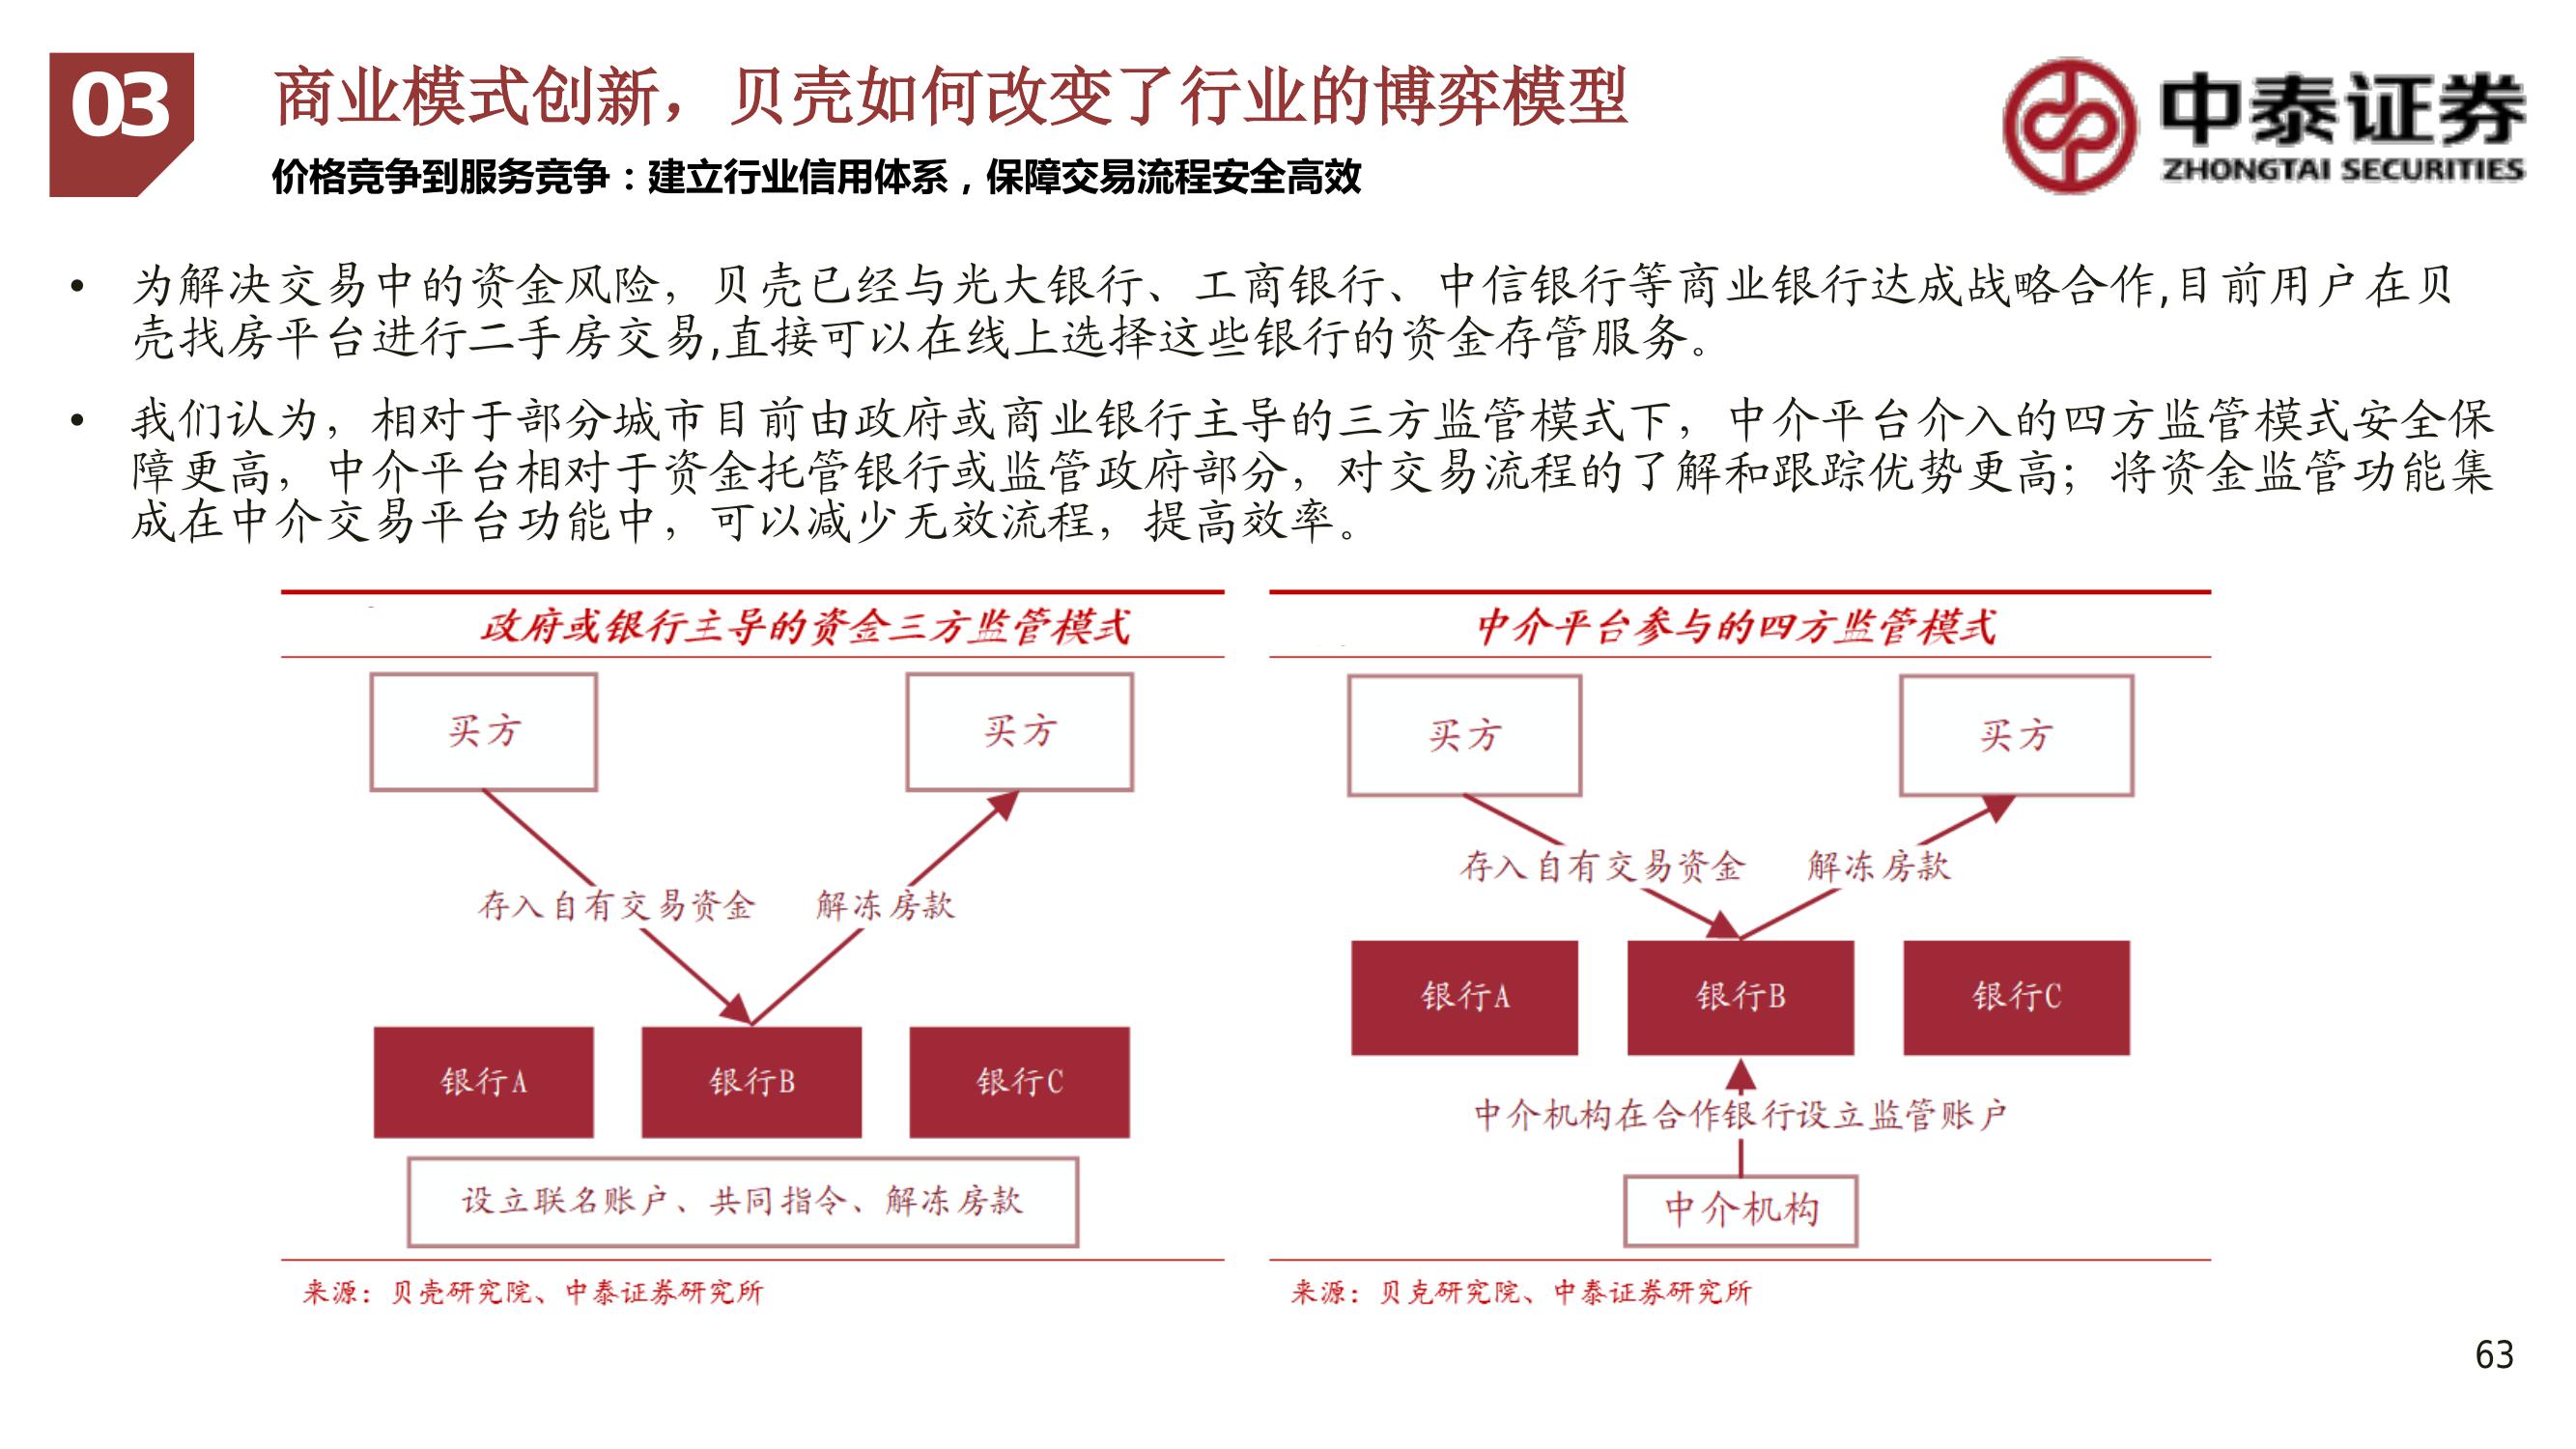 03
商业模式创新，贝壳如何改变了行业的博弈模型
价格竞争到服务竞争：建立行业信用体系，保障交易流程安全高效
中泰证券
ZHONGTAI SECURITIES
• 为解决交易中的资金风险，贝壳已经与光大银行、工商银行、中信银行等商业银行达成战略合作,目前用户在贝
壳找房平台进行二手房交易,直接可以在线上选择这些银行的资金存管服务。
• 我们认为，相对于部分城市目前由政府或商业银行主导的三方监管模式下，中介平台介入的四方监管模式安全保
障更高，中介平台相对于资金托管银行或监管政府部分，对交易流程的了解和跟踪优势更高；将资金监管功能集
成在中介交易平台功能中，可以减少无效流程，提高效率。
政府或银行主导的资金三方监管模式
买方
买方
存入自有交易资金
解冻房款
银行A
银行B
银行C
设立联名账户、共同指令、解冻房款
来源：贝壳研究院、中泰证券研究所
中介平台参与的四方监管模式
买方
买方
存入自有交易资金
解冻房款
银行A
银行B
银行C
中介机构在合作银行设立监管账户
中介机构
来源：贝克研究院、中泰证券研究所
63